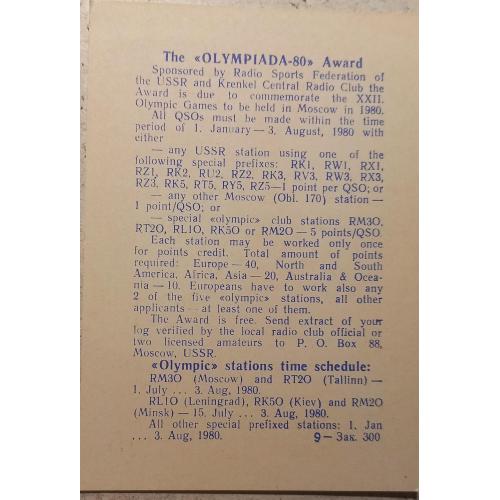 The «OLYMPIADA-80» Award
Sponsored by Radio Sports Federation of
the USSR and Krenkel Central Radio Club the
Award is due to commemorate the XXII.
Olympic Games to be held in Moscow in 1980.
All QSOs must be made within the time
period of 1. January—3. August, 1980 with
either
— any USSR station using one of the
following special prefixes: RK1, RW1, RX1,
RZ1, RK2, RU2, RZ2, RK3, RV3, RW3, RX3,
RZ3, RK5, RT5, RY5, RZ5—1 point per QSO; or
— any other Moscow (Obl. 170) station —
1 point/QSO; or
— special «olympic» club stations RM3O,
RT2O, RL1O, RK5O or RM2O — 5 points/QSO.
Each station may be worked only once
for points credit. Total amount of points
required: Europe — 40, North and South
America, Africa, Asia — 20, Australia & Ocea-
nia — 10. Europeans have to work also any
2 of the five «olympic» stations, all other
applicants — at least one of them.
The Award is free. Send extract of your
log verified by the local radio club official or
two licensed amateurs to P. O. Box 88,
Moscow, USSR.
«Olympic» stations time schedule:
RM3O (Moscow) and RT2O (Tallinn) —
1. July ... 3. Aug, 1980.
RL1O (Leningrad), RK5O (Kiev) and RM2O
(Minsk) — 15. July ... 3. Aug, 1980.
All other special prefixed stations: 1. Jan
... 3. Aug, 1980.
9—Зак. 300